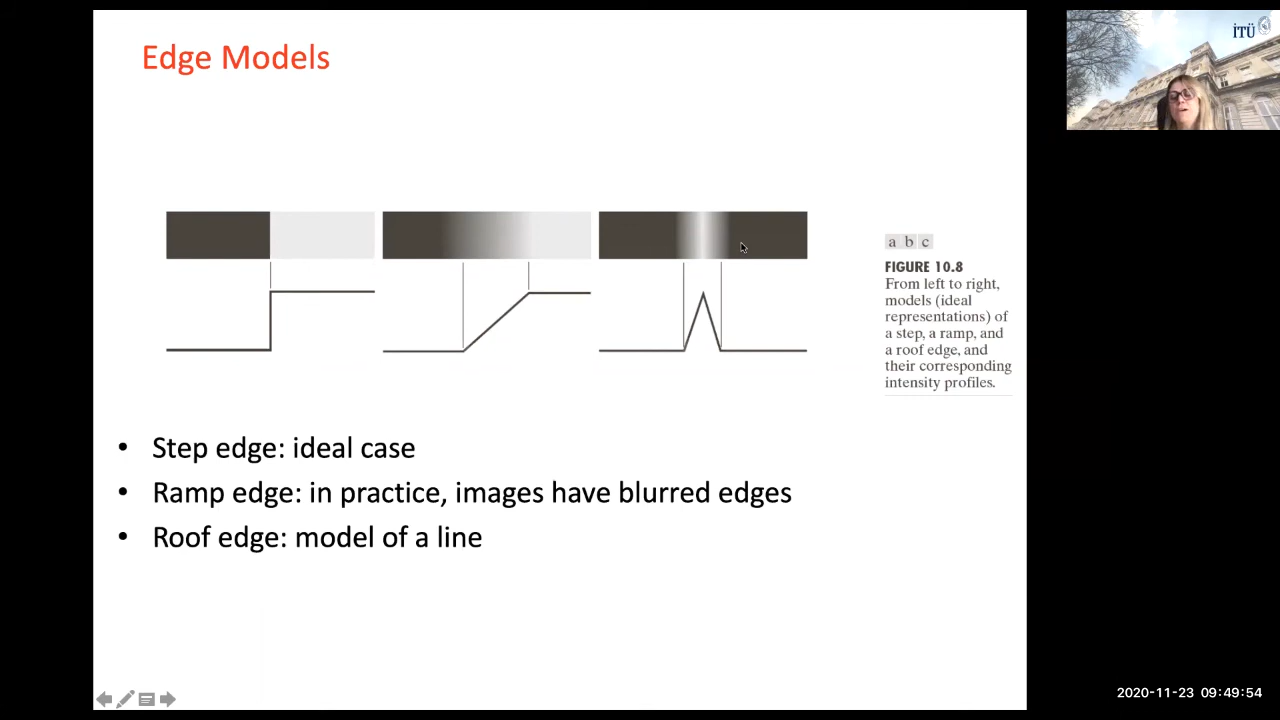 Edge Models
İTÜ
a b c
FIGURE 10.8
From left to right,
models (ideal
representations) of
a step, a ramp, and
a roof edge, and
their corresponding
intensity profiles.
• Step edge: ideal case
• Ramp edge: in practice, images have blurred edges
• Roof edge: model of a line
2020-11-23 09:49:54